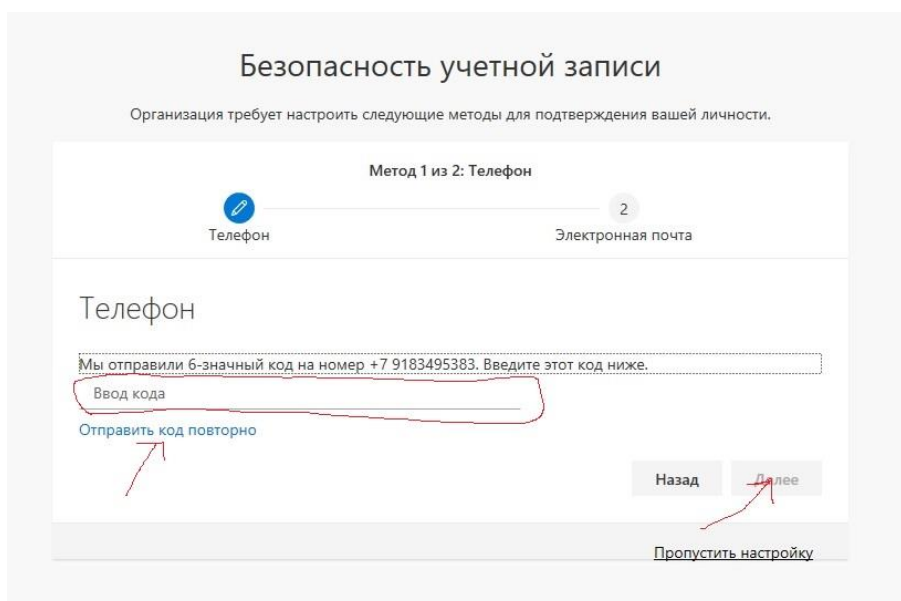 Безопасность учетной записи
Организация требует настроить следующие методы для подтверждения вашей личности.
Метод 1 из 2: Телефон
2
Телефон
Электронная почта
Телефон
Мы отправили 6-значный код на номер +7 9183495383. Введите этот код ниже.
Ввод кода
Отправить код повторно
Назад
Далее
Пропустить настройку